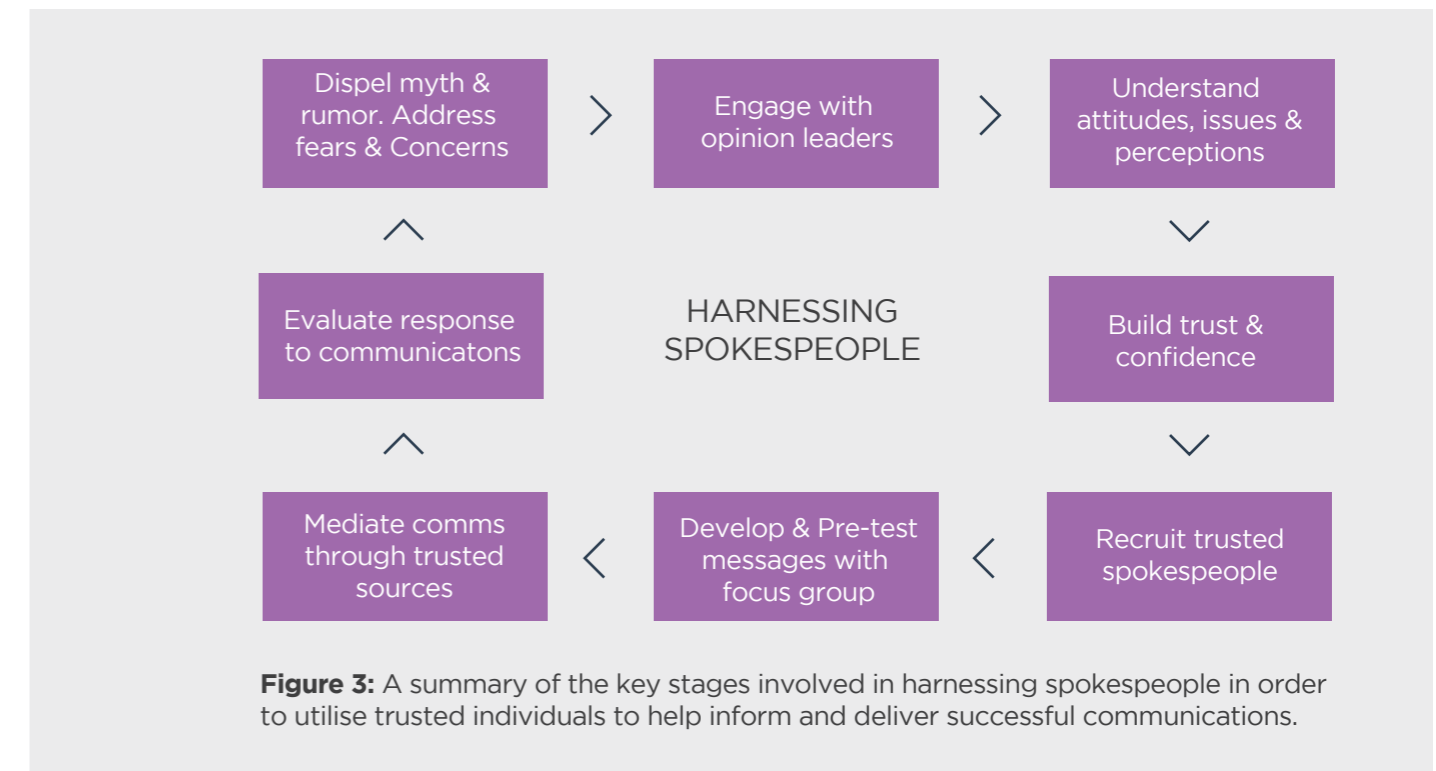 Dispel myth &
rumor. Address
fears & Concerns
Engage with
opinion leaders
Understand
attitudes, issues &
perceptions
Evaluate response
to communicatons
HARNESSING
SPOKESPEOPLE
Build trust &
confidence
Mediate comms
through trusted
sources
Develop & Pre-test
messages with
focus group
Recruit trusted
spokespeople
Figure 3: A summary of the key stages involved in harnessing spokespeople in order
to utilise trusted individuals to help inform and deliver successful communications.